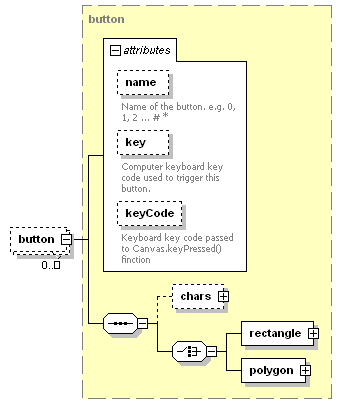 button
attributes
name
Name of the button. e.g. 0,
1, 2 ... # *
key
Computer keyboard key
code used to trigger this
button.
keyCode
Keyboard key code passed
to Canvas.keyPressed()
finction
button
0..
chars
rectangle
polygon